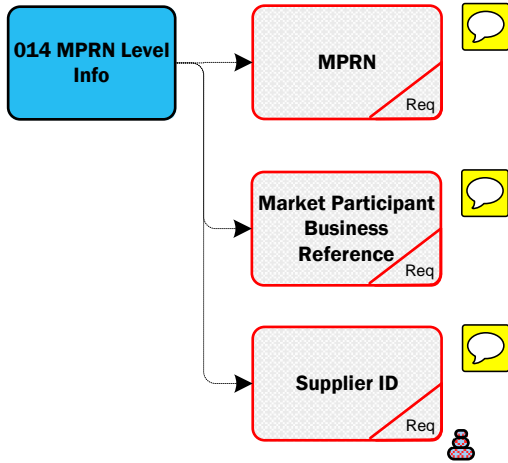 014 MPRN Level
Info
MPRN
Req
Market Participant
Business
Reference
Req
Supplier ID
Req